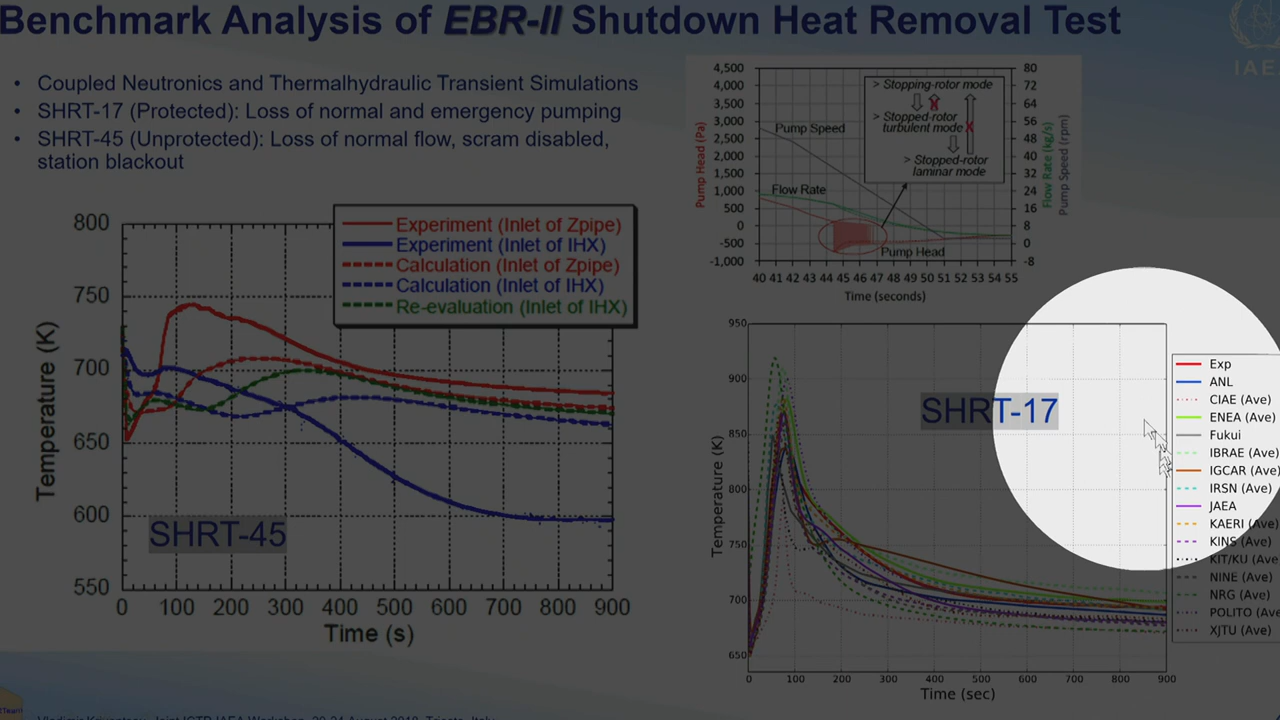 Benchmark Analysis of EBR-II Shutdown Heat Removal Test
IAE
• Coupled Neutronics and Thermalhydraulic Transient Simulations
• SHRT-17 (Protected): Loss of normal and emergency pumping
• SHRT-45 (Unprotected): Loss of normal flow, scram disabled,
station blackout
800
750
700
650
600
550
Temperature (K)
0 100 200 300 400 500 600 700 800 900
Time (s)
Experiment (Inlet of Zpipe)
Experiment (Inlet of IHX)
Calculation (Inlet of Zpipe)
Calculation (Inlet of IHX)
Re-evaluation (Inlet of IHX)
SHRT-45
4,500
4,000
3,500
3,000
2,500
2,000
1,500
1,000
500
0
-500
-1,000
Pump Head (Pa)
80
72
64
56
48
40
32
24
16
8
0
-8
Flow Rate (kg/s)
Pump Speed (rpm)
> Stopping-rotor mode
> Stopped-rotor
turbulent mode
> Stopped-rotor
laminar mode
Pump Speed
Flow Rate
Pump Head
40 41 42 43 44 45 46 47 48 49 50 51 52 53 54 55
Time (seconds)
950
900
850
800
750
700
650
Temperature (K)
0 100 200 300 400 500 600 700 800 900
Time (sec)
SHRT-17
Exp
ANL
CIAE (Ave)
ENEA (Ave)
Fukui
IBRAE (Ave)
IGCAR (Ave)
IRSN (Ave)
JAEA
KAERI (Ave)
KINS (Ave)
KIT/KU (Ave
NINE (Ave)
NRG (Ave)
POLITO (Ave
XJTU (Ave)